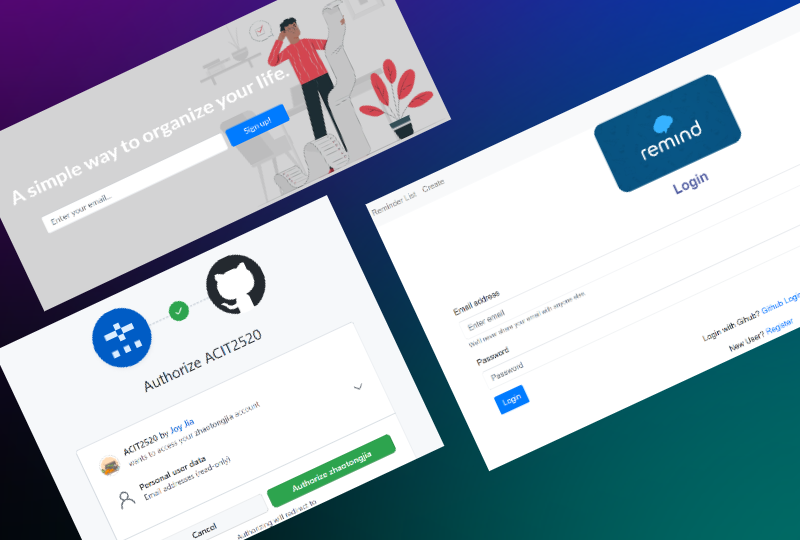 A simple way to organize your life.
Enter your email...
Sign up!
Reminder List Create
remind
Login
Email address
Enter email
We'll never share your email with anyone else.
Password
Password
Login
Login with Gihub? Gihub Login
New User? Register
Authorize ACIT2520
ACIT2520 by Joy Jia
wants to access your zhaotongjia account
Personal user data
Email addresses (read-only)
Cancel
Authorize zhaotongjia
Authorizing will redirect to